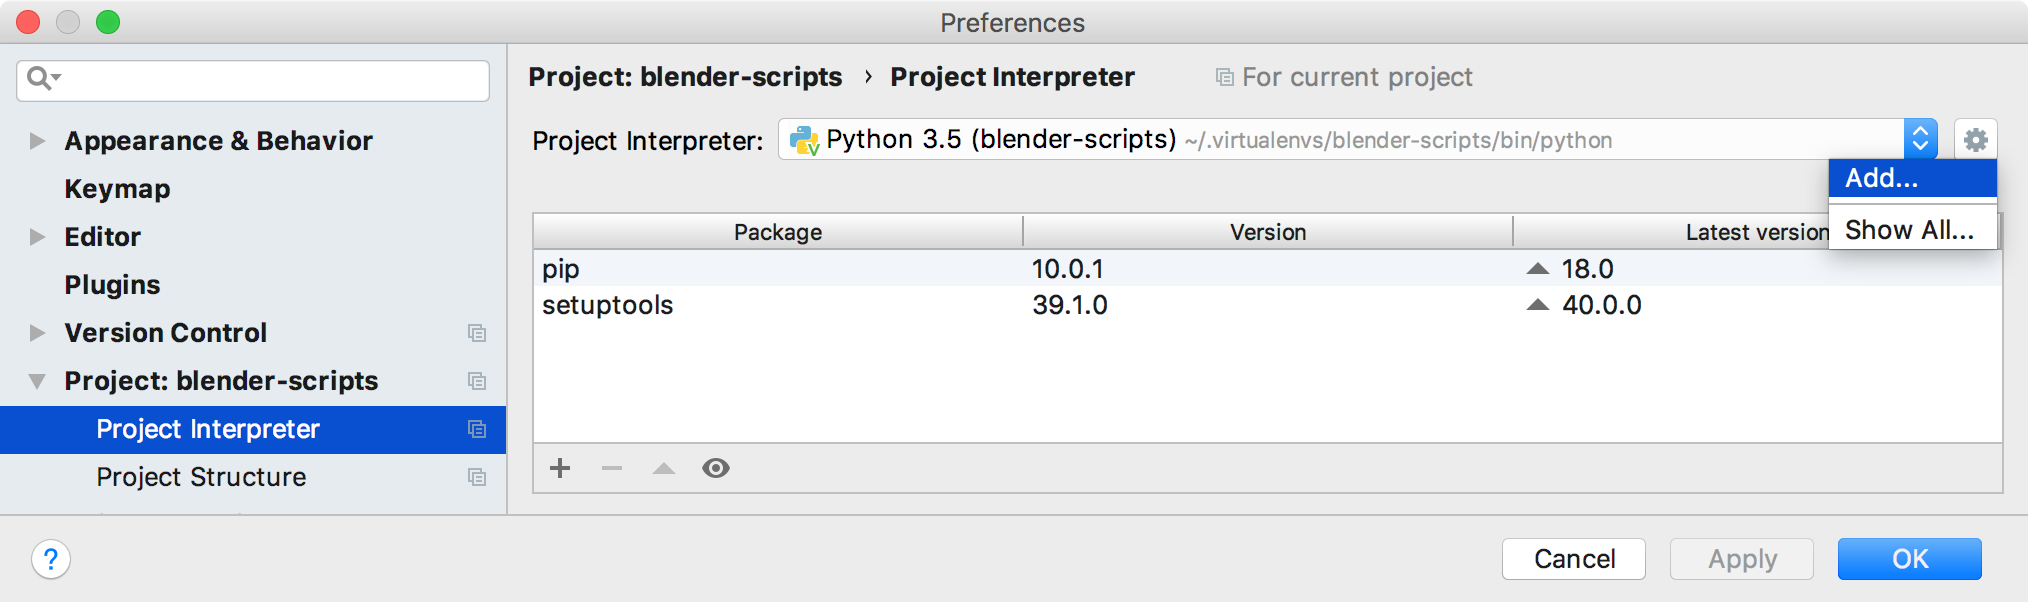 Preferences
Project: blender-scripts › Project Interpreter For current project
Appearance & Behavior
Keymap
Editor
Plugins
Version Control
Project: blender-scripts
Project Interpreter
Project Structure
Project Interpreter: Python 3.5 (blender-scripts) ~/.virtualenvs/blender-scripts/bin/python
Add...
Show All...
Package Version Latest version
pip 10.0.1 18.0
setuptools 39.1.0 40.0.0
? Cancel Apply OK